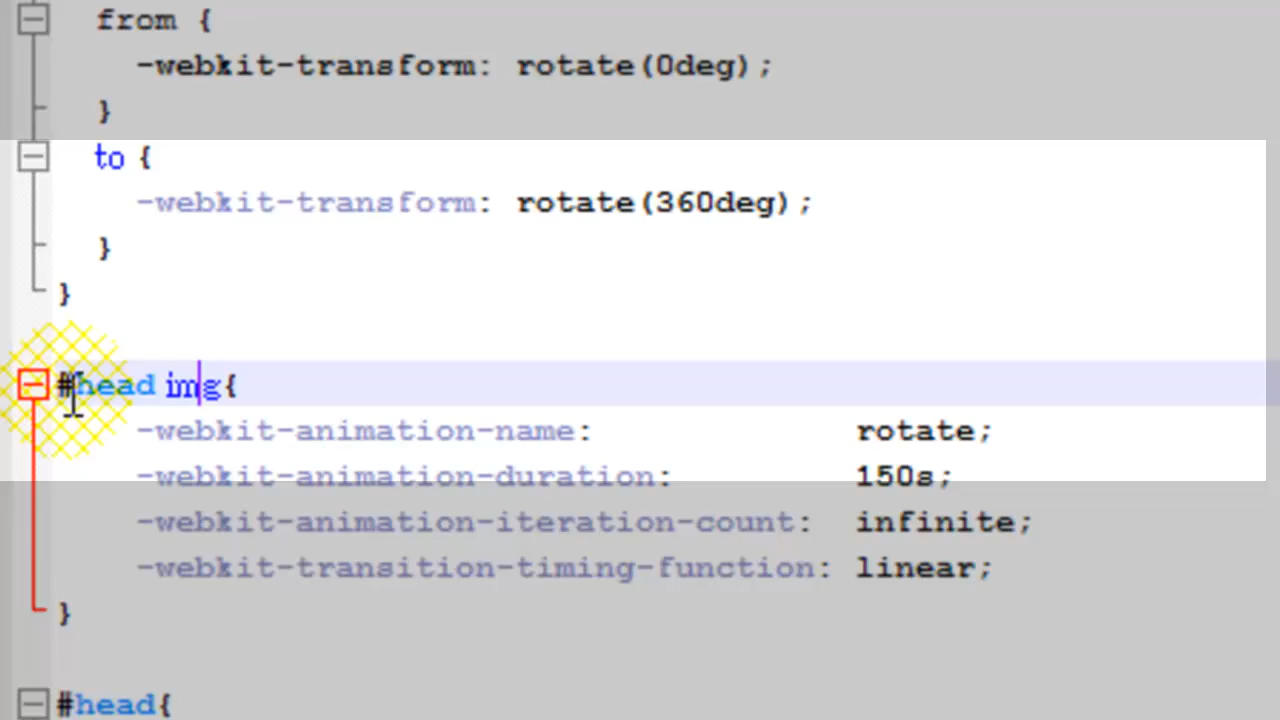 from {
-webkit-transform: rotate(0deg);
}
to {
-webkit-transform: rotate(360deg);
}
}
#head img{
-webkit-animation-name: rotate;
-webkit-animation-duration: 150s;
-webkit-animation-iteration-count: infinite;
-webkit-transition-timing-function: linear;
}
#head{